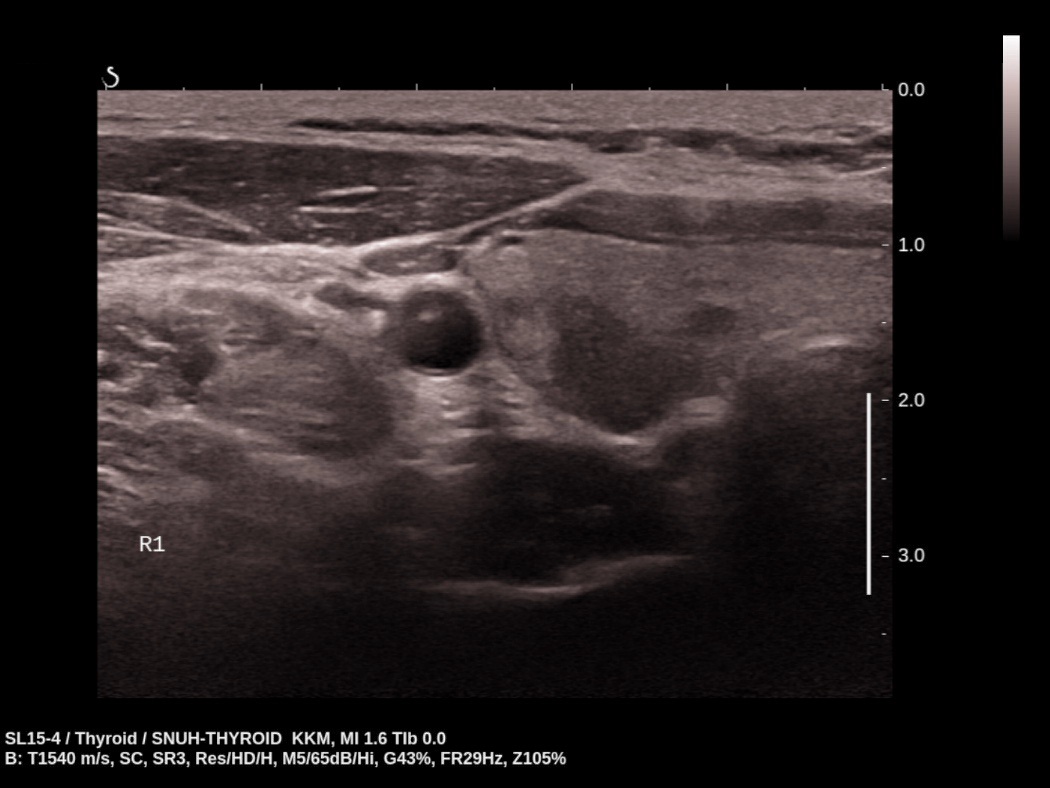 0.0
1.0
2.0
3.0
R1
SL15-4 / Thyroid / SNUH-THYROID KKM, MI 1.6 TIb 0.0
B: T1540 m/s, SC, SR3, Res/HD/H, M5/65dB/Hi, G43%, FR29Hz, Z105%